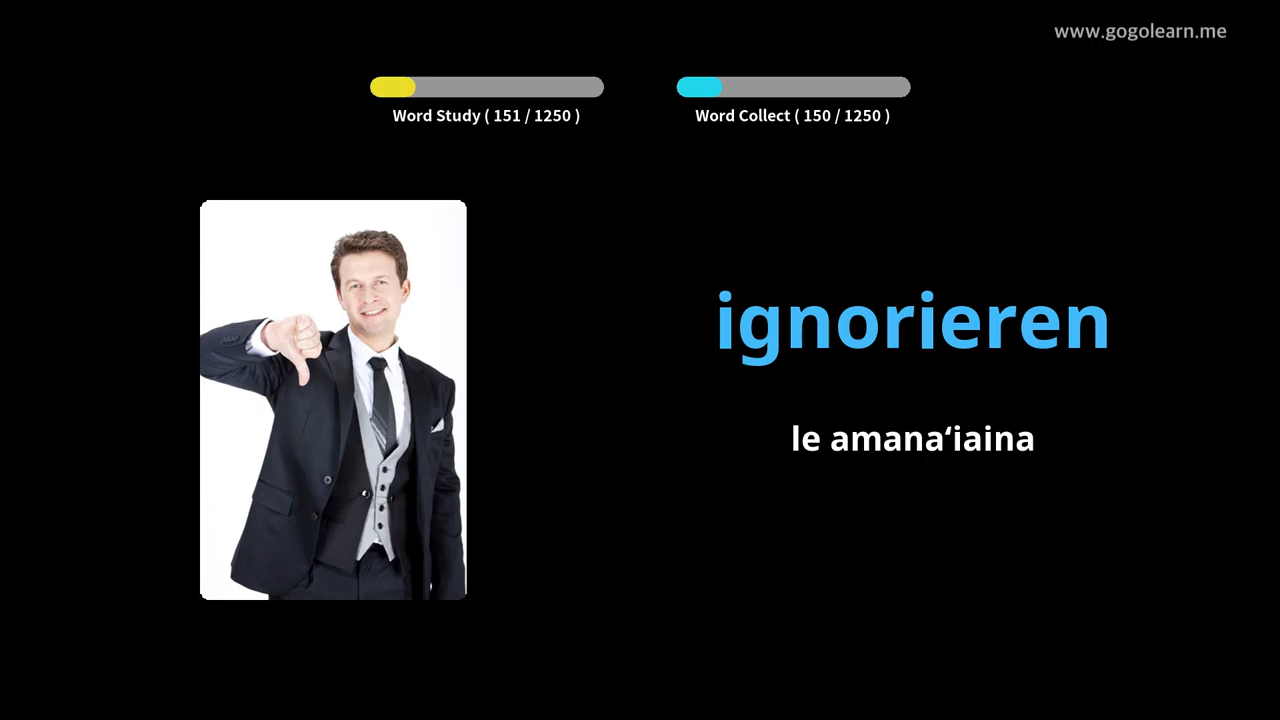 www.gogolearn.me
Word Study ( 151 / 1250 )
Word Collect ( 150 / 1250 )
ignorieren
le amanaʻiaina